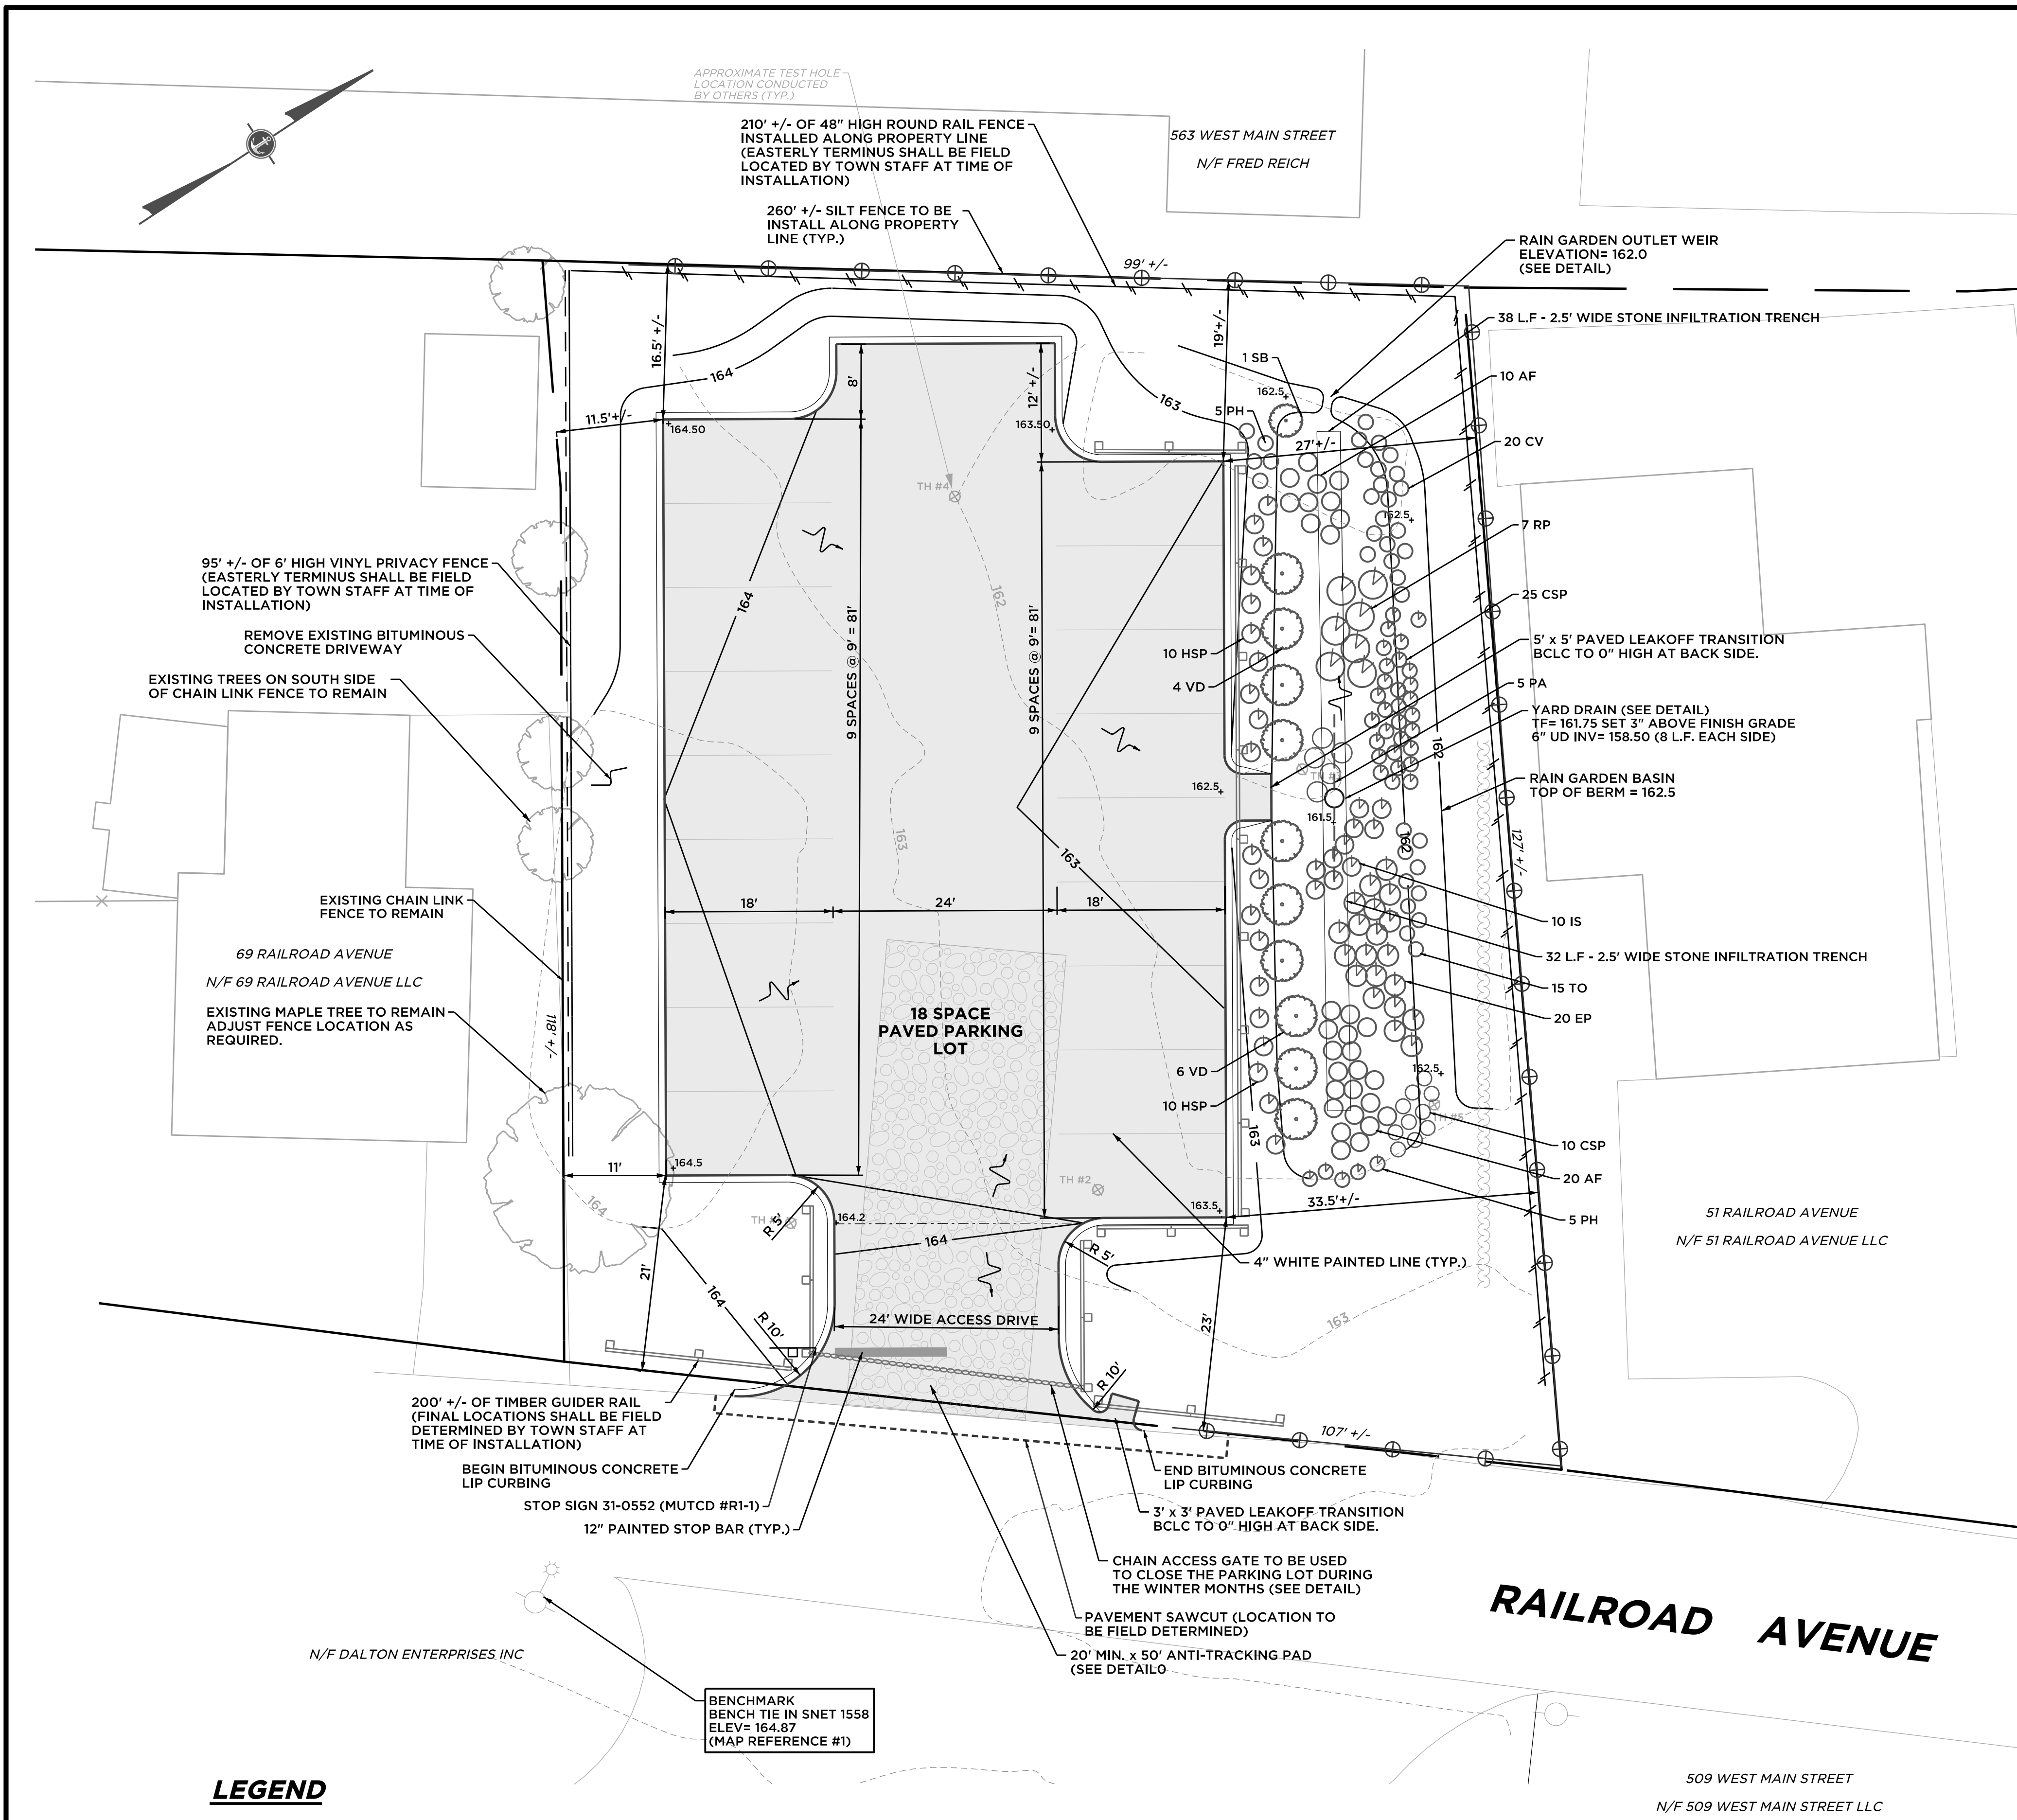 APPROXIMATE TEST HOLE
LOCATION CONDUCTED
BY OTHERS (TYP.)
210' +/- OF 48" HIGH ROUND RAIL FENCE
INSTALLED ALONG PROPERTY LINE
(EASTERLY TERMINUS SHALL BE FIELD
LOCATED BY TOWN STAFF AT TIME OF
INSTALLATION)
563 WEST MAIN STREET
N/F FRED REICH
260' +/- SILT FENCE TO BE
INSTALL ALONG PROPERTY
LINE (TYP.)
99' +/-
RAIN GARDEN OUTLET WEIR
ELEVATION= 162.0
(SEE DETAIL)
38 L.F - 2.5' WIDE STONE INFILTRATION TRENCH
16.5' +/-
19'+/-
1 SB
10 AF
164
8'
12' +/-
163
162.5
5 PH
11.5'+/-
164.50
163.50
27'+/-
20 CV
TH #4
162.5
7 RP
95' +/- OF 6' HIGH VINYL PRIVACY FENCE
(EASTERLY TERMINUS SHALL BE FIELD
LOCATED BY TOWN STAFF AT TIME OF
INSTALLATION)
164
162
25 CSP
REMOVE EXISTING BITUMINOUS
CONCRETE DRIVEWAY
9 SPACES @ 9' = 81'
9 SPACES @ 9'= 81'
10 HSP
5' x 5' PAVED LEAKOFF TRANSITION
BCLC TO 0" HIGH AT BACK SIDE.
EXISTING TREES ON SOUTH SIDE
OF CHAIN LINK FENCE TO REMAIN
4 VD
5 PA
YARD DRAIN (SEE DETAIL)
TF= 161.75 SET 3" ABOVE FINISH GRADE
6" UD INV= 158.50 (8 L.F. EACH SIDE)
162
162.5
RAIN GARDEN BASIN
TOP OF BERM = 162.5
161.5
163
163
162
127' +/-
EXISTING CHAIN LINK
FENCE TO REMAIN
18'
24'
18'
10 IS
69 RAILROAD AVENUE
N/F 69 RAILROAD AVENUE LLC
32 L.F - 2.5' WIDE STONE INFILTRATION TRENCH
15 TO
EXISTING MAPLE TREE TO REMAIN
ADJUST FENCE LOCATION AS
REQUIRED.
118' +/-
18 SPACE
PAVED PARKING
LOT
20 EP
6 VD
162.5
10 HSP
TH #5
163
10 CSP
11'
164.5
TH #2
20 AF
164
R 5'
164.2
163.5
33.5'+/-
5 PH
51 RAILROAD AVENUE
N/F 51 RAILROAD AVENUE LLC
164
R 5'
4" WHITE PAINTED LINE (TYP.)
21'
164
R 10'
24' WIDE ACCESS DRIVE
23'
163
R 10'
200' +/- OF TIMBER GUIDER RAIL
(FINAL LOCATIONS SHALL BE FIELD
DETERMINED BY TOWN STAFF AT
TIME OF INSTALLATION)
107' +/-
BEGIN BITUMINOUS CONCRETE
LIP CURBING
END BITUMINOUS CONCRETE
LIP CURBING
STOP SIGN 31-0552 (MUTCD #R1-1)
12" PAINTED STOP BAR (TYP.)
3' x 3' PAVED LEAKOFF TRANSITION
BCLC TO 0" HIGH AT BACK SIDE.
CHAIN ACCESS GATE TO BE USED
TO CLOSE THE PARKING LOT DURING
THE WINTER MONTHS (SEE DETAIL)
PAVEMENT SAWCUT (LOCATION TO
BE FIELD DETERMINED)
20' MIN. x 50' ANTI-TRACKING PAD
(SEE DETAIL0
RAILROAD AVENUE
N/F DALTON ENTERPRISES INC
BENCHMARK
BENCH TIE IN SNET 1558
ELEV= 164.87
(MAP REFERENCE #1)
LEGEND
509 WEST MAIN STREET
N/F 509 WEST MAIN STREET LLC